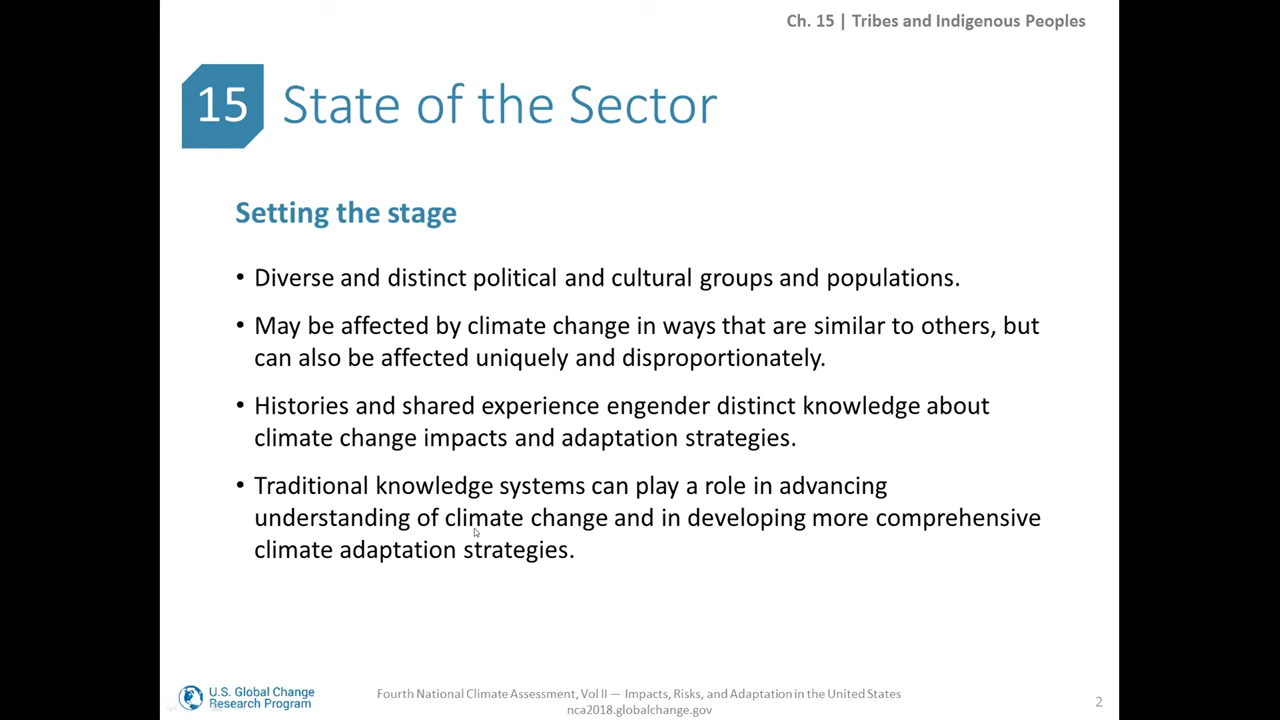 Ch. 15 | Tribes and Indigenous Peoples
15 State of the Sector
Setting the stage
• Diverse and distinct political and cultural groups and populations.
• May be affected by climate change in ways that are similar to others, but
can also be affected uniquely and disproportionately.
• Histories and shared experience engender distinct knowledge about
climate change impacts and adaptation strategies.
• Traditional knowledge systems can play a role in advancing
understanding of climate change and in developing more comprehensive
climate adaptation strategies.
U.S. Global Change
Research Program
Fourth National Climate Assessment, Vol II — Impacts, Risks, and Adaptation in the United States
nca2018.globalchange.gov
2